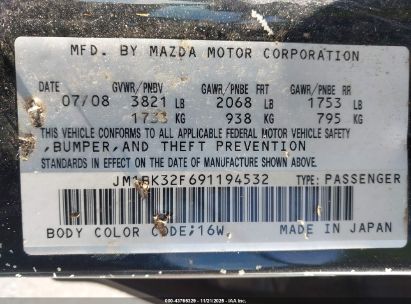 MFD. BY MAZDA MOTOR CORPORATION
DATE GVWR/PNBV GAWR/PNBE FRT GAWR/PNBE RR
07/08 3821 LB 2068 LB 1753 LB
1733 KG 938 KG 795 KG
THIS VEHICLE CONFORMS TO ALL APPLICABLE FEDERAL MOTOR VEHICLE SAFETY
,BUMPER,AND THEFT PREVENTION
STANDARDS IN EFFECT ON THE DATE OF MANUFACTURE SHOWN ABOVE.
JM1BK32F691194532 TYPE: PASSENGER
BODY COLOR CODE;16W MADE IN JAPAN